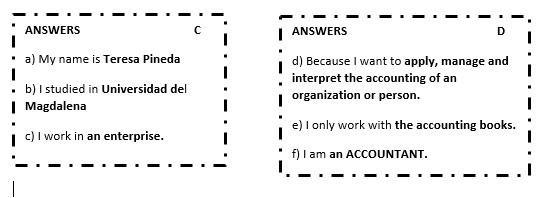 ANSWERS C
a) My name is Teresa Pineda
b) I studied in Universidad del
Magdalena
c) I work in an enterprise.
ANSWERS D
d) Because I want to apply, manage and
interpret the accounting of an
organization or person.
e) I only work with the accounting books.
f) I am an ACCOUNTANT.